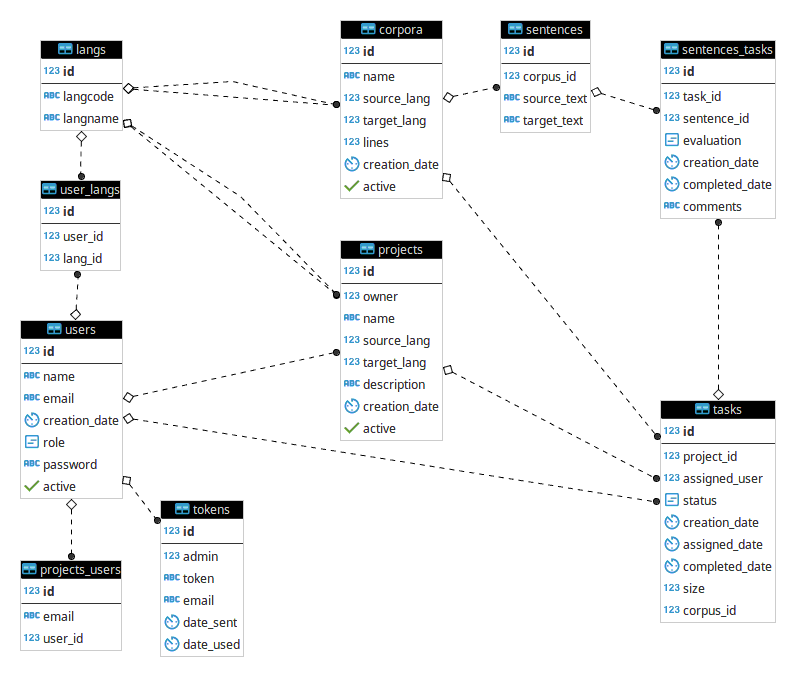 langs
123 id
ABC langcode
ABC langname
user_langs
123 id
123 user_id
123 lang_id
users
123 id
ABC name
ABC email
creation_date
role
ABC password
active
projects_users
123 id
ABC email
123 user_id
tokens
123 id
123 admin
ABC token
ABC email
date_sent
date_used
corpora
123 id
ABC name
123 source_lang
123 target_lang
123 lines
creation_date
active
projects
123 id
123 owner
ABC name
123 source_lang
123 target_lang
ABC description
creation_date
active
sentences
123 id
123 corpus_id
ABC source_text
ABC target_text
sentences_tasks
123 id
123 task_id
123 sentence_id
evaluation
creation_date
completed_date
ABC comments
tasks
123 id
123 project_id
123 assigned_user
status
creation_date
assigned_date
completed_date
123 size
123 corpus_id